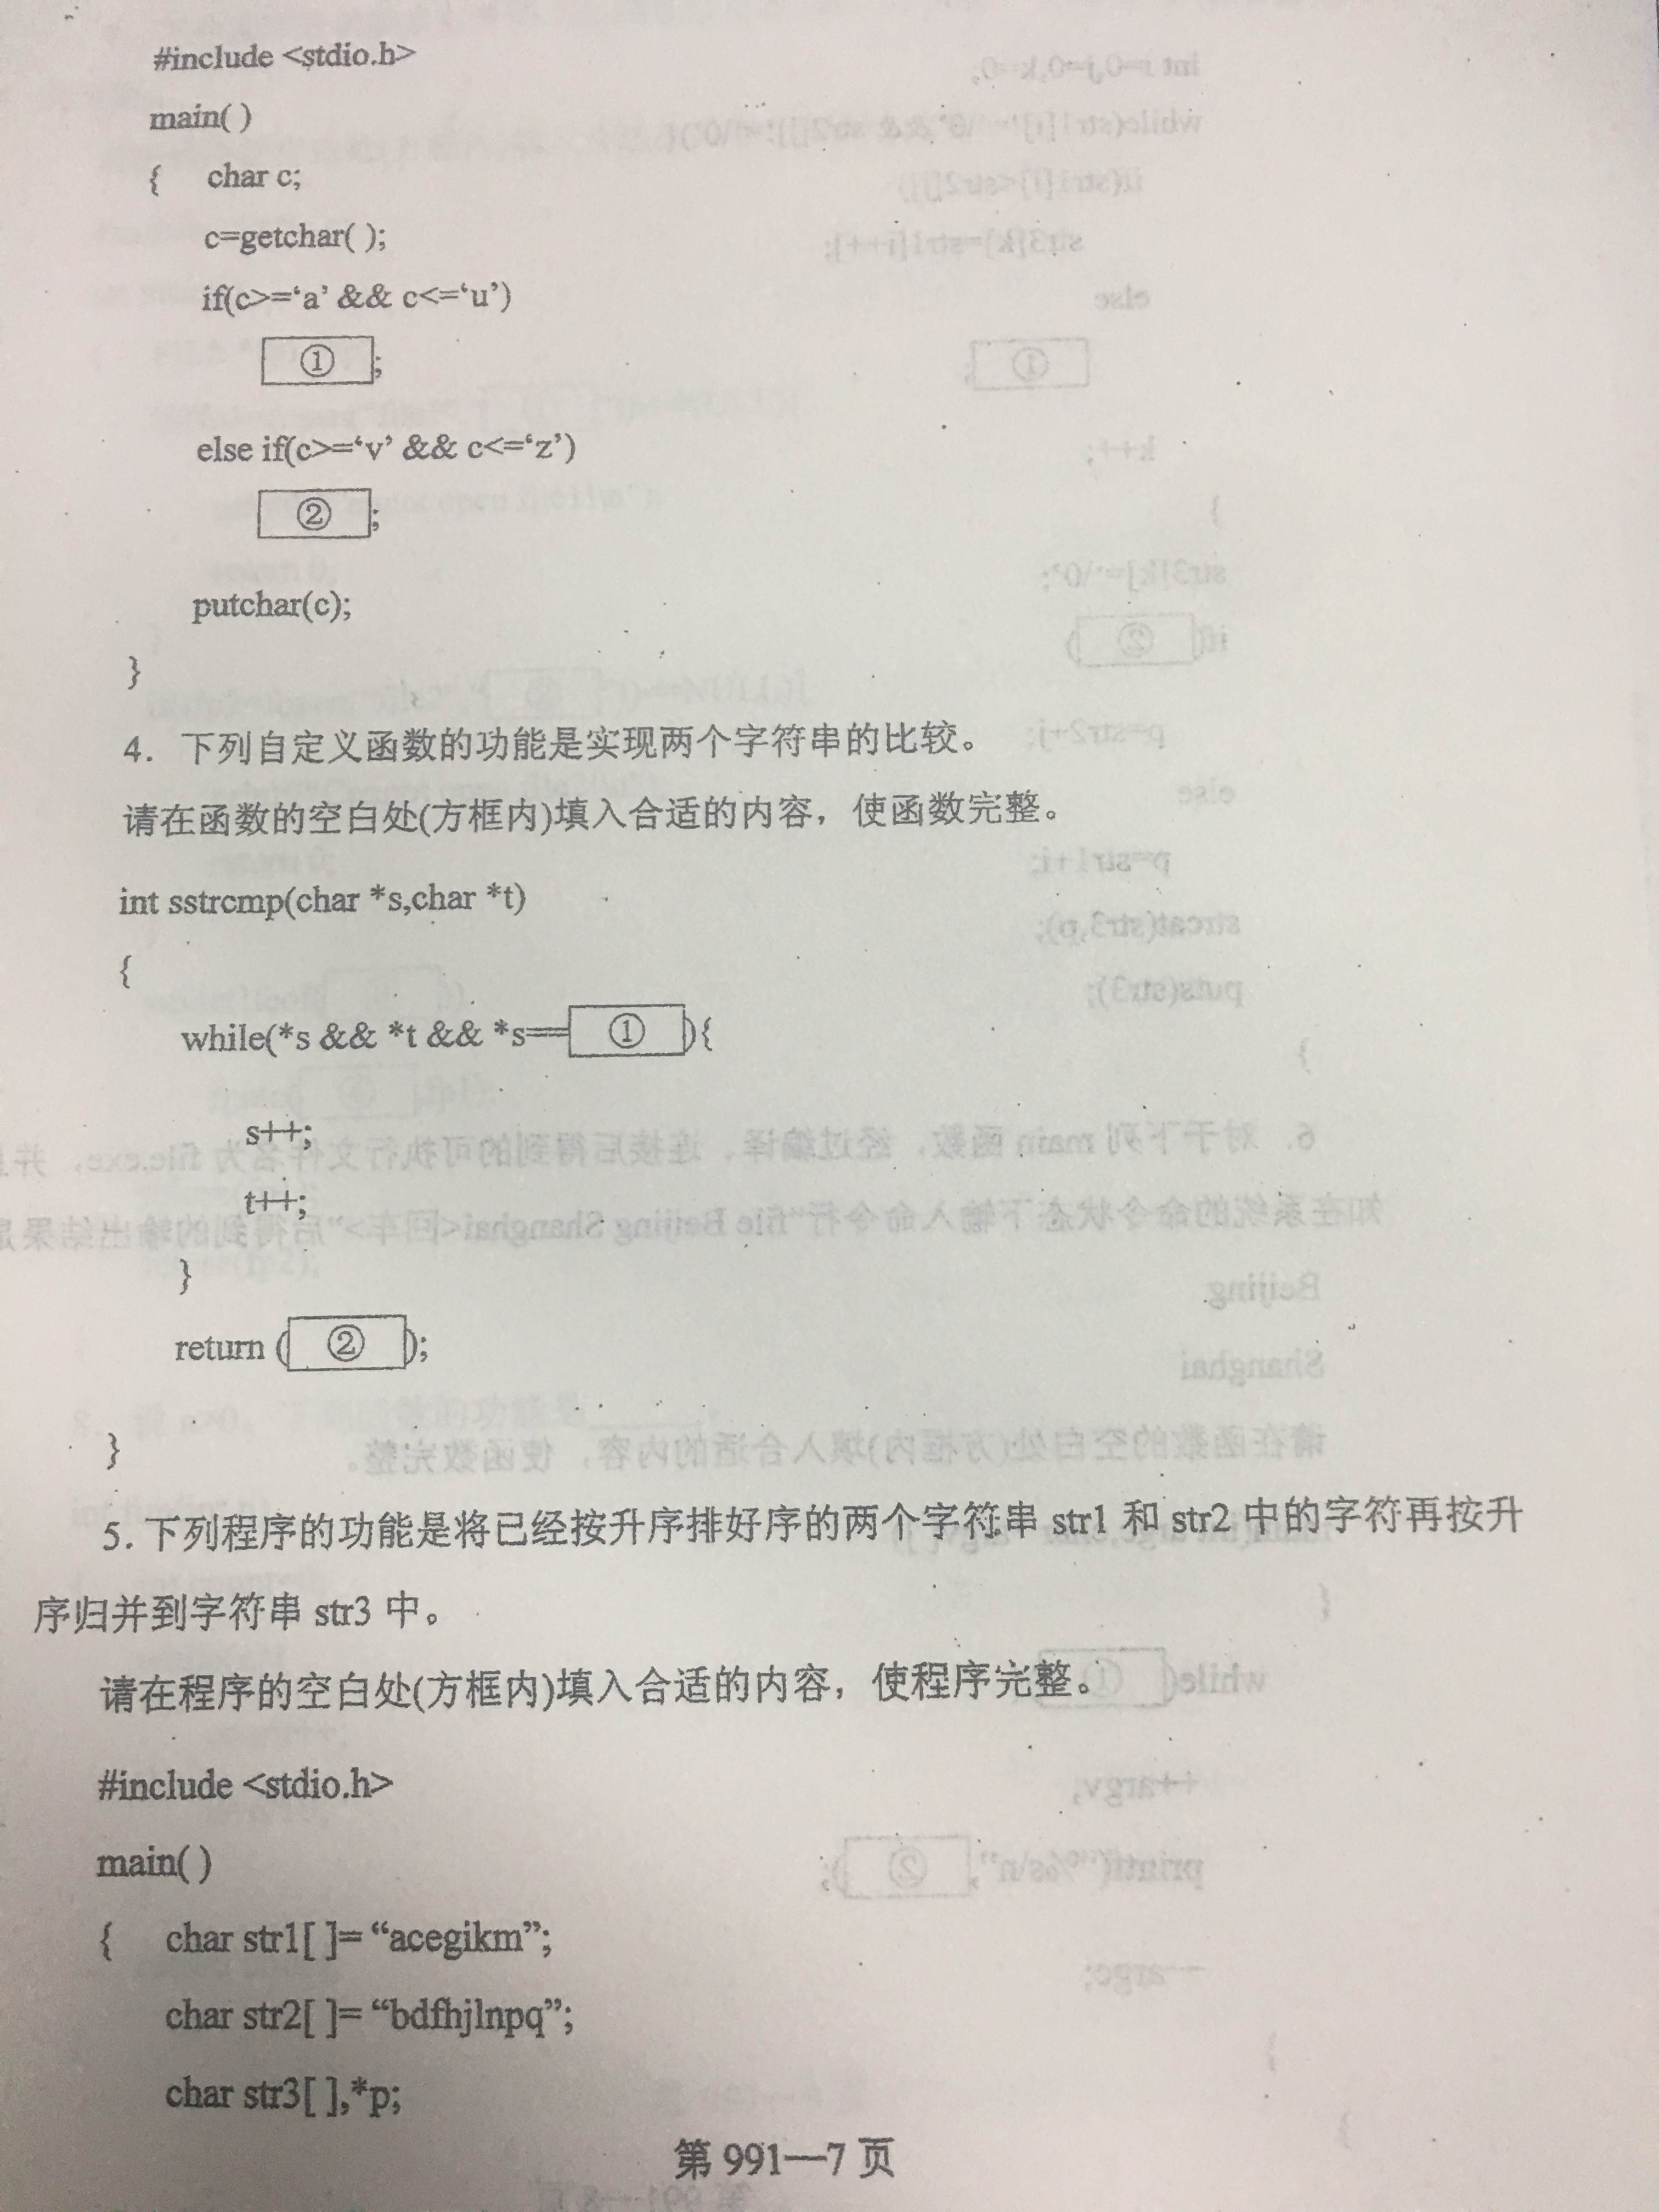 #include <stdio.h>
main( )
{ char c;
c=getchar( );
if(c>=‘a’ && c<=‘u’)
①;
else if(c>=‘v’ && c<=‘z’)
②;
putchar(c);
}
4. 下列自定义函数的功能是实现两个字符串的比较。
请在函数的空白处(方框内)填入合适的内容，使函数完整。
int sstrcmp(char *s,char *t)
{
while(*s && *t && *s==①){
s++;
t++;
}
return (②);
}
5. 下列程序的功能是将已经按升序排好序的两个字符串 str1 和 str2 中的字符再按升
序归并到字符串 str3 中。
请在程序的空白处(方框内)填入合适的内容，使程序完整。
#include <stdio.h>
main( )
{ char str1[ ]= “acegikm”;
char str2[ ]= “bdfhjlnpq”;
char str3[ ],*p;
第 991—7 页